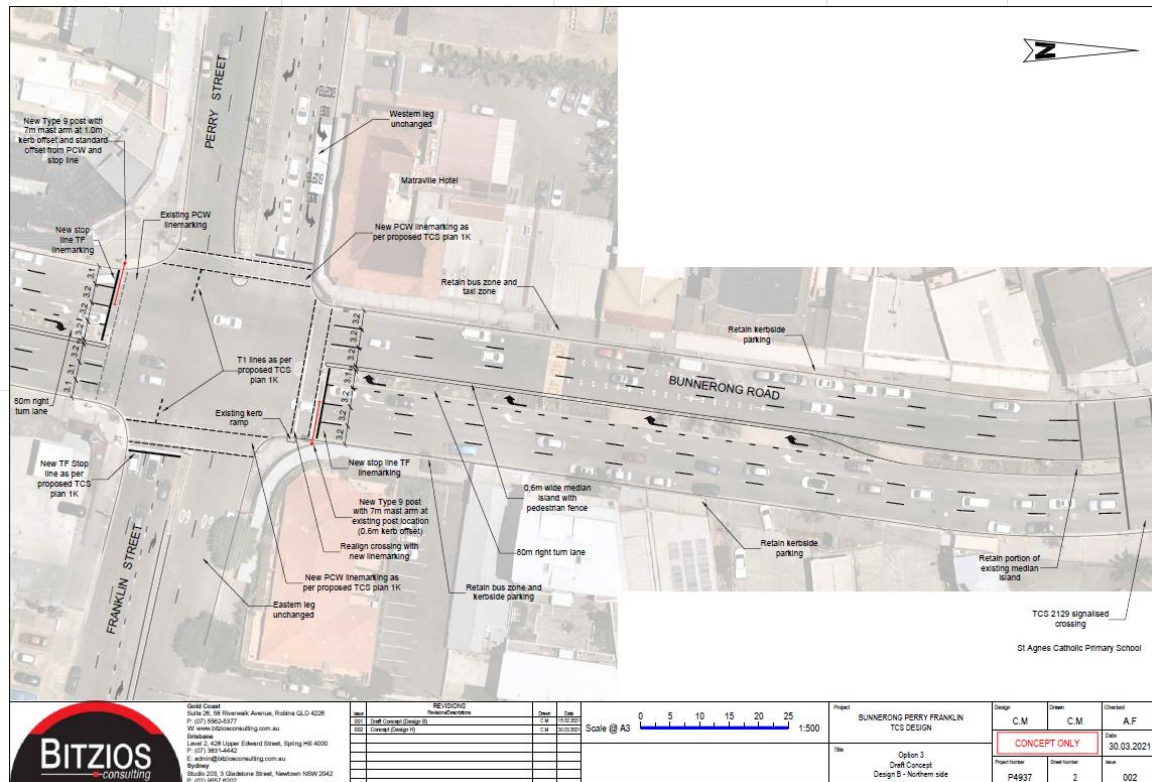 N
PERRY STREET
New Type 9 post with
7m mast arm at 1.0m
kerb offset and standard
offset from PCW and
stop line
Western leg
unchanged
Matraville Hotel
Existing PCW
linemarking
New stop
line TF
linemarking
New PCW linemarking as
per proposed TCS plan 1K
Retain bus zone and
taxi zone
Retain kerbside
parking
BUNNERONG ROAD
T1 lines as per
proposed TCS
plan 1K
80m right
turn lane
Existing kerb
ramp
New TF Stop
line as per
proposed TCS
plan 1K
New stop line TF
linemarking
0.6m wide median
island with
pedestrian fence
New Type 9 post
with 7m mast arm at
existing post location
(0.6m kerb offset)
Realign crossing with
new linemarking
80m right turn lane
Retain kerbside
parking
Retain portion of
existing median
island
New PCW linemarking as
per proposed TCS plan 1K
Retain bus zone and
kerbside parking
Eastern leg
unchanged
FRANKLIN STREET
TCS 2129 signalised
crossing
St Agnes Catholic Primary School
BITZIOS
consulting
Gold Coast
Suite 26, 58 Riverwalk Avenue, Robina QLD 4226
P: (07) 5562-5377
W: www.bitziosconsulting.com.au
Brisbane
Level 2, 428 Upper Edward Street, Spring Hill 4000
P: (07) 3831-4442
E: admin@bitziosconsulting.com.au
Sydney
Studio 203, 3 Gladstone Street, Newtown NSW 2042
P: (02) 9557 6202
REVISIONS
Issue Revision/Descriptions Drawn Date
001 Draft Concept (Design B) C.M 15.02.2021
002 Concept (Design H) C.M 30.03.2021
Scale @ A3 0 5 10 15 20 25 1:500
Project
BUNNERONG PERRY FRANKLIN
TCS DESIGN
Title
Option 3
Draft Concept
Design B - Northern side
Design Drawn Checked
C.M C.M A.F
CONCEPT ONLY
Date
30.03.2021
Project Number Sheet Number Issue
P4937 2 002